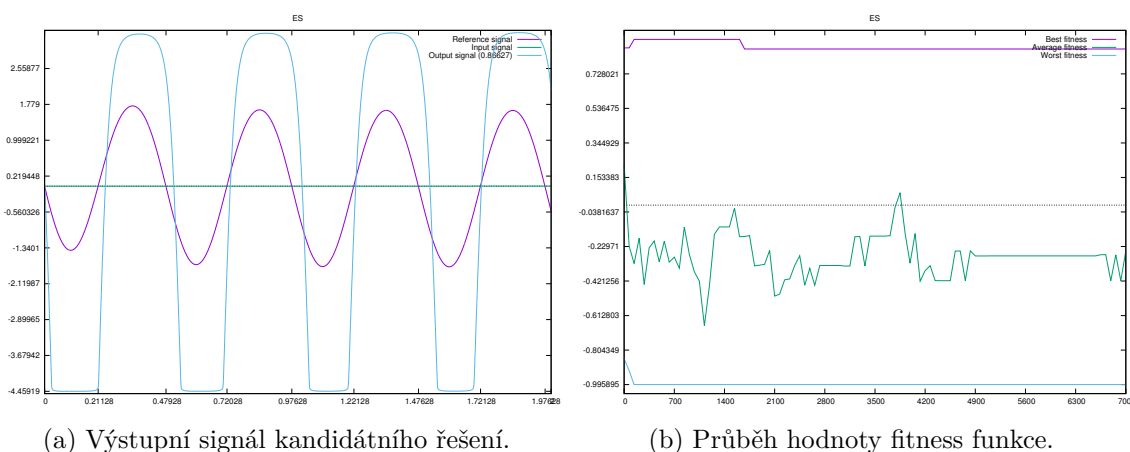 ES
Reference signal
Input signal
Output signal (0.86627)
2.55877
1.779
0.999221
0.219448
-0.560326
-1.3401
-2.11987
-2.89965
-3.67942
-4.45919
0 0.21128 0.47928 0.72028 0.97628 1.22128 1.47628 1.72128 1.97628 2
(a) Výstupní signál kandidátního řešení.
ES
Best fitness
Average fitness
Worst fitness
0.728021
0.536475
0.344929
0.153383
-0.0381637
-0.22971
-0.421256
-0.612803
-0.804349
-0.995895
0 700 1400 2100 2800 3500 4200 4900 5600 6300 700
(b) Průběh hodnoty fitness funkce.